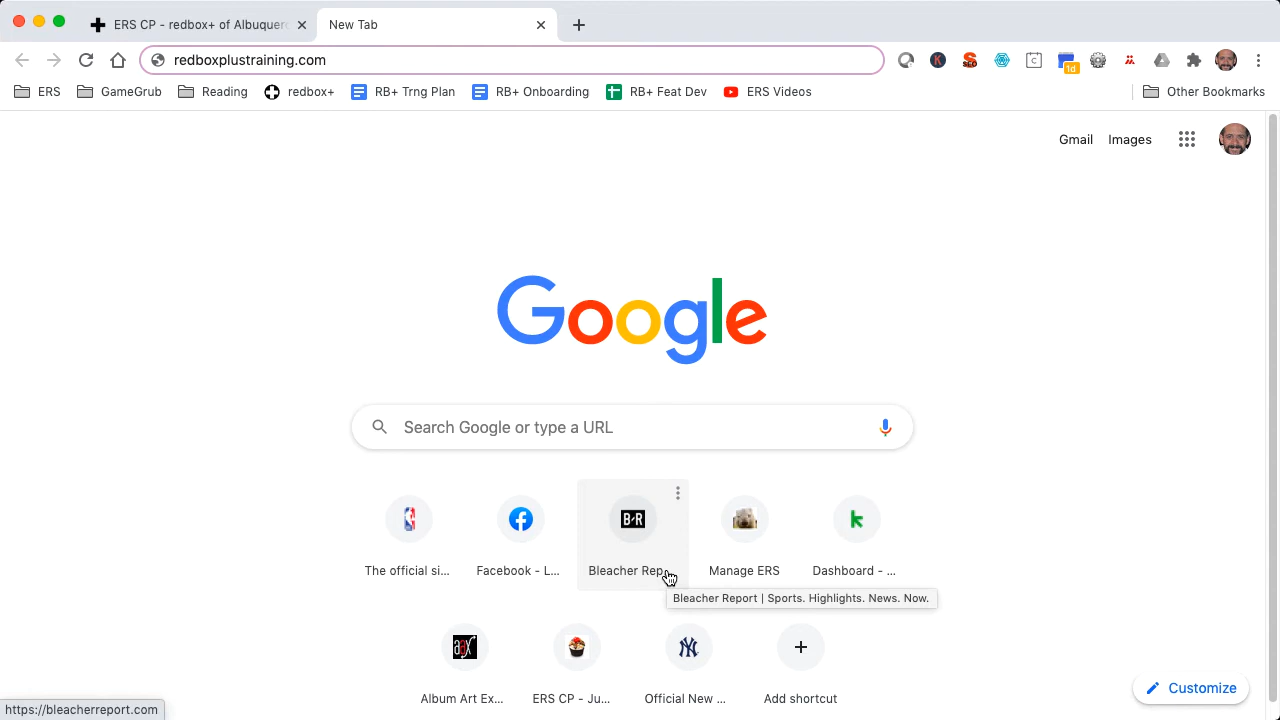 ERS CP - redbox+ of Albuquerq
New Tab
redboxplustraining.com
K
SEO
C
1d
ERS
GameGrub
Reading
redbox+
RB+ Trng Plan
RB+ Onboarding
RB+ Feat Dev
ERS Videos
Other Bookmarks
Gmail
Images
Google
Search Google or type a URL
B/R
k
The official si...
Facebook - L...
Bleacher Rep...
Manage ERS
Dashboard - ...
Bleacher Report | Sports. Highlights. News. Now.
Album Art Ex...
ERS CP - Ju...
Official New ...
Add shortcut
Customize
https://bleacherreport.com